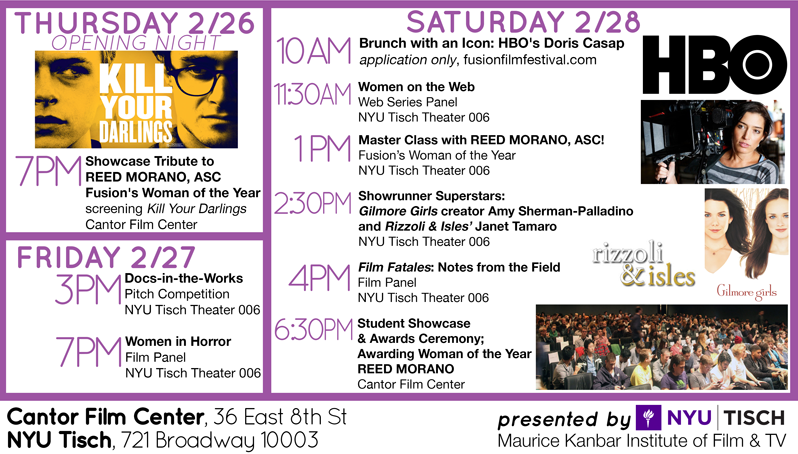 THURSDAY 2/26
OPENING NIGHT
KILL
YOUR
DARLINGS
7PM
Showcase Tribute to
REED MORANO, ASC
Fusion's Woman of the Year
screening Kill Your Darlings
Cantor Film Center
FRIDAY 2/27
3PM
Docs-in-the-Works
Pitch Competition
NYU Tisch Theater 006
7PM
Women in Horror
Film Panel
NYU Tisch Theater 006
SATURDAY 2/28
10AM
Brunch with an Icon: HBO's Doris Casap
application only, fusionfilmfestival.com
HBO
11:30AM
Women on the Web
Web Series Panel
NYU Tisch Theater 006
1PM
Master Class with REED MORANO, ASC!
Fusion's Woman of the Year
NYU Tisch Theater 006
2:30PM
Showrunner Superstars:
Gilmore Girls creator Amy Sherman-Palladino
and Rizzoli & Isles' Janet Tamaro
NYU Tisch Theater 006
rizzoli
& isles
Gilmore girls
4PM
Film Fatales: Notes from the Field
Film Panel
NYU Tisch Theater 006
6:30PM
Student Showcase
& Awards Ceremony;
Awarding Woman of the Year
REED MORANO
Cantor Film Center
Cantor Film Center, 36 East 8th St
NYU Tisch, 721 Broadway 10003
presented by NYU | TISCH
Maurice Kanbar Institute of Film & TV